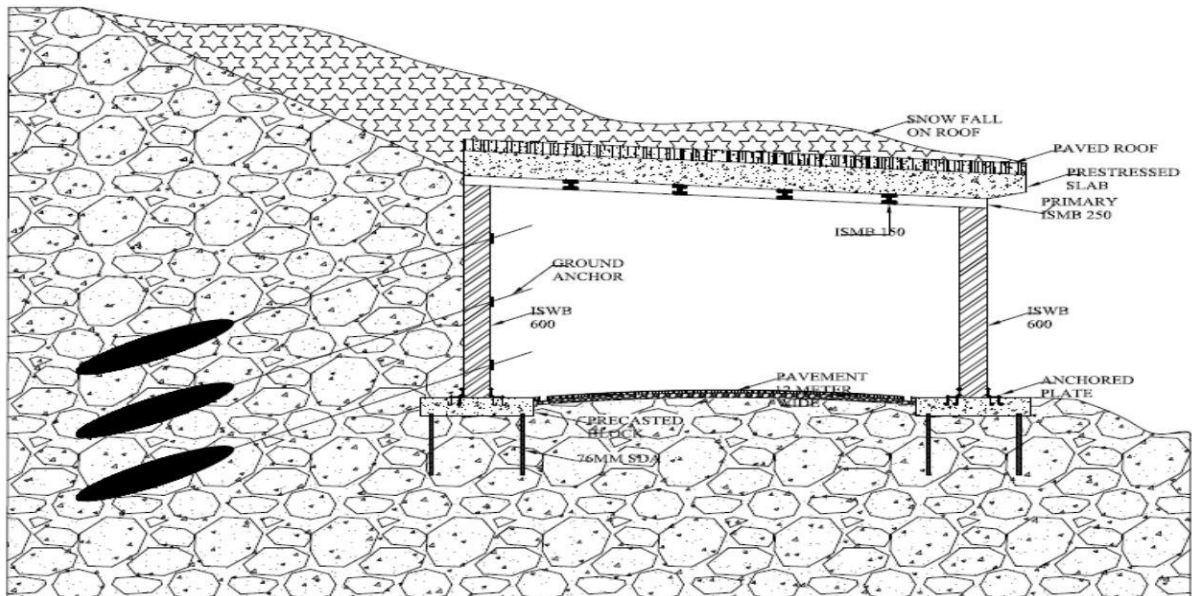 SNOW FALL
ON ROOF
PAVED ROOF
PRESTRESSED
SLAB
PRIMARY
ISMB 250
ISMB 150
GROUND
ANCHOR
ISWB
600
ISWB
600
PAVEMENT
12 METER
WIDE
ANCHORED
PLATE
PRECASTED
BLOCK
76MM SDA